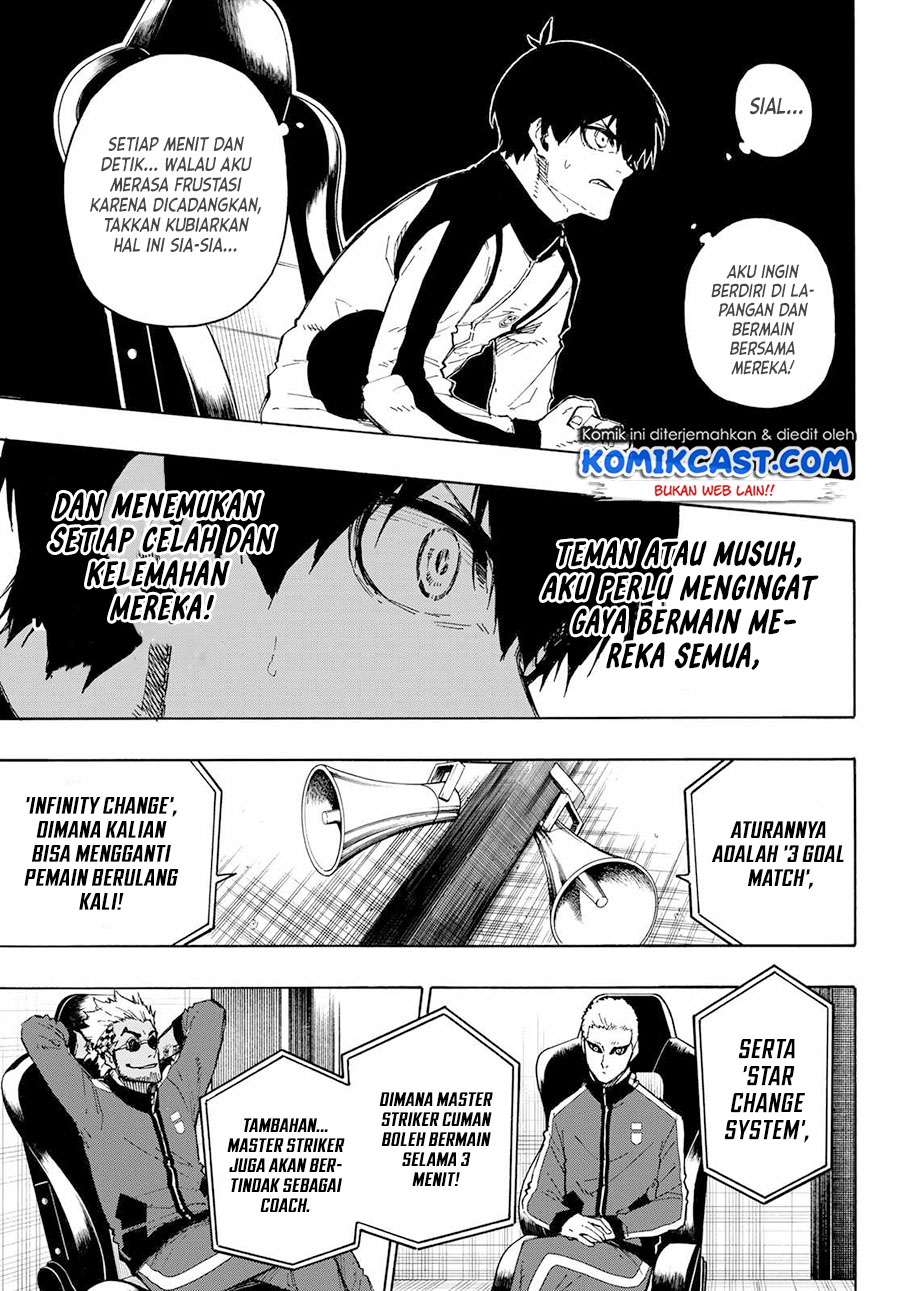 SIAL...
AKU INGIN
BERDIRI DI LA-
PANGAN DAN
BERMAIN
BERSAMA
MEREKA!
SETIAP MENIT DAN
DETIK... WALAU AKU
MERASA FRUSTASI
KARENA DICADANGKAN,
TAKKAN KUBIARKAN
HAL INI SIA-SIA...
Komik ini diterjemahkan & diedit oleh
KOMIKCAST.COM
BUKAN WEB LAIN!!
TEMAN ATAU MUSUH,
AKU PERLU MENGINGAT
GAYA BERMAIN ME-
REKA SEMUA,
DAN MENEMUKAN
SETIAP CELAH DAN
KELEMAHAN
MEREKA!
ATURANNYA
ADALAH '3 GOAL
MATCH',
'INFINITY CHANGE',
DIMANA KALIAN
BISA MENGGANTI
PEMAIN BERULANG
KALI!
SERTA
'STAR
CHANGE
SYSTEM',
DIMANA MASTER
STRIKER CUMAN
BOLEH BERMAIN
SELAMA 3
MENIT!
TAMBAHAN...
MASTER STRIKER
JUGA AKAN BER-
TINDAK SEBAGAI
COACH.